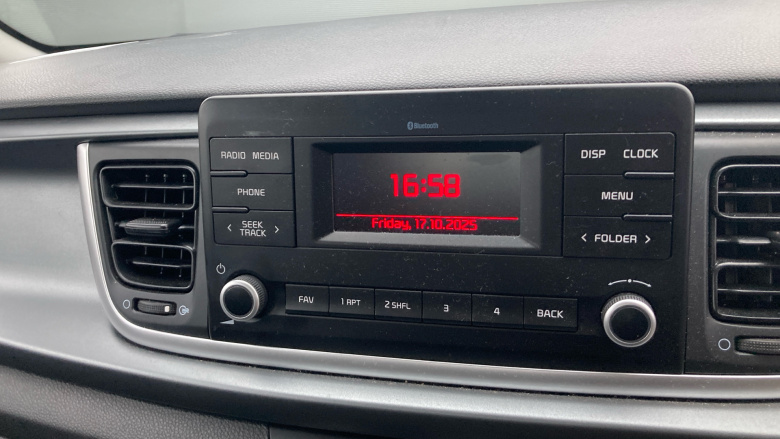 Bluetooth
RADIO MEDIA
PHONE
< SEEK
TRACK >
16:58
Friday, 17.10.2025
DISP CLOCK
MENU
< FOLDER >
FAV
1 RPT
2 SHFL
3
4
BACK